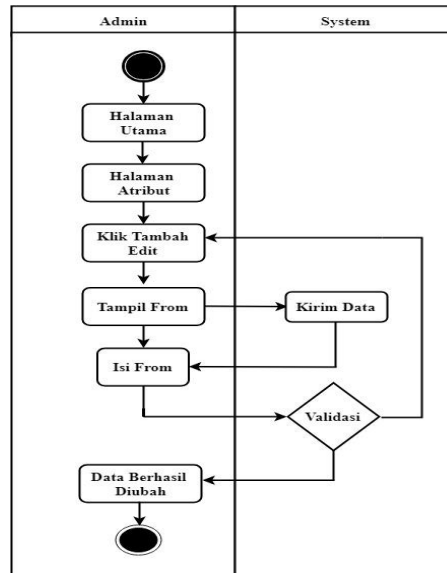 Admin
System
Halaman
Utama
Halaman
Atribut
Klik Tambah
Edit
Tampil From
Kirim Data
Isi From
Validasi
Data Berhasil
Diubah